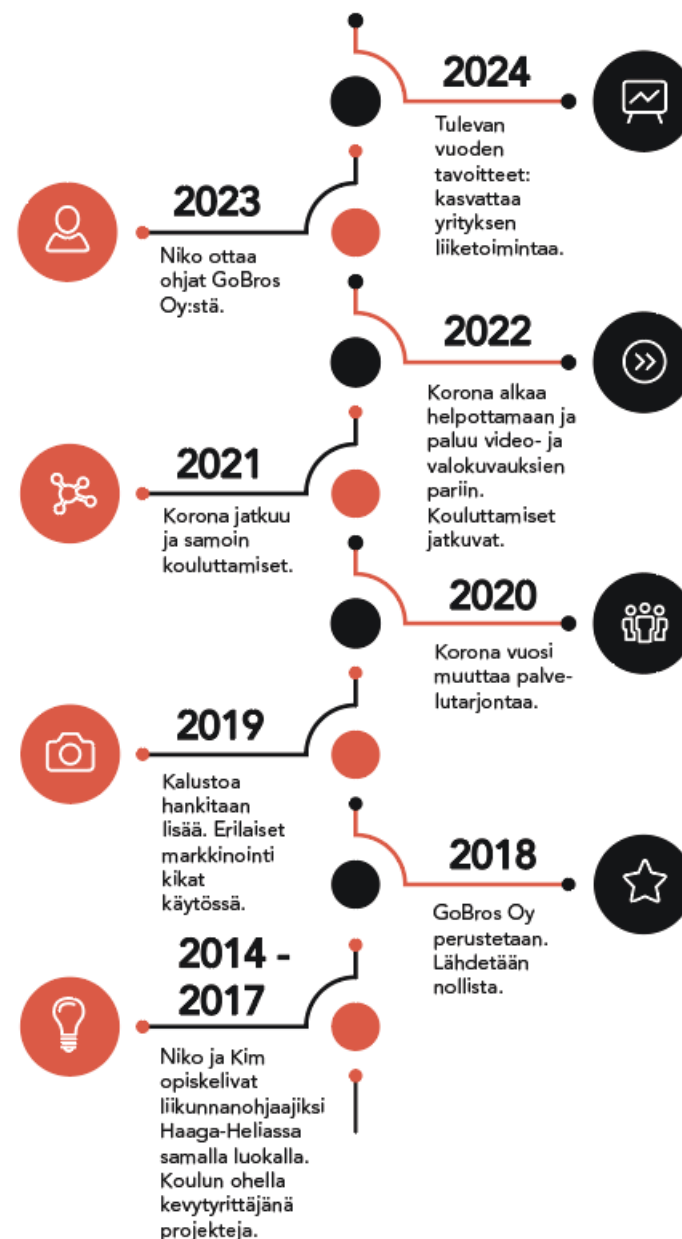 2024
Tulevan
vuoden
tavoitteet:
kasvattaa
yrityksen
liiketoimintaa.
2023
Niko ottaa
ohjat GoBros
Oy:stä.
2022
Korona alkaa
helpottamaan ja
paluu video- ja
valokuvauksien
pariin.
Kouluttamiset
jatkuvat.
2021
Korona jatkuu
ja samoin
kouluttamiset.
2020
Korona vuosi
muuttaa palve-
lutarjontaa.
2019
Kalustoa
hankitaan
lisää. Erilaiset
markkinointi
kikat
käytössä.
2018
GoBros Oy
perustetaan.
Lähdetään
nollista.
2014 -
2017
Niko ja Kim
opiskelivat
liikunnanohjaajiksi
Haaga-Heliassa
samalla luokalla.
Koulun ohella
kevytyrittäjänä
projekteja.